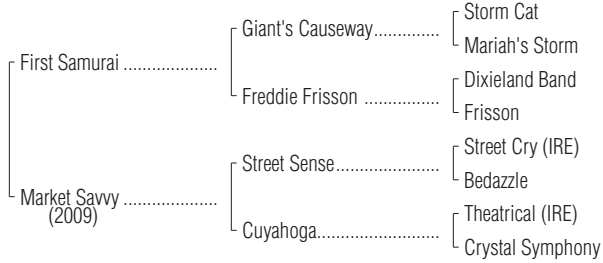 Storm Cat
Giant's Causeway..............
Mariah's Storm
First Samurai ....................
Dixieland Band
Freddie Frisson ................
Frisson
Street Cry (IRE)
Street Sense......................
Bedazzle
Market Savvy ....................
(2009)
Theatrical (IRE)
Cuyahoga..........................
Crystal Symphony